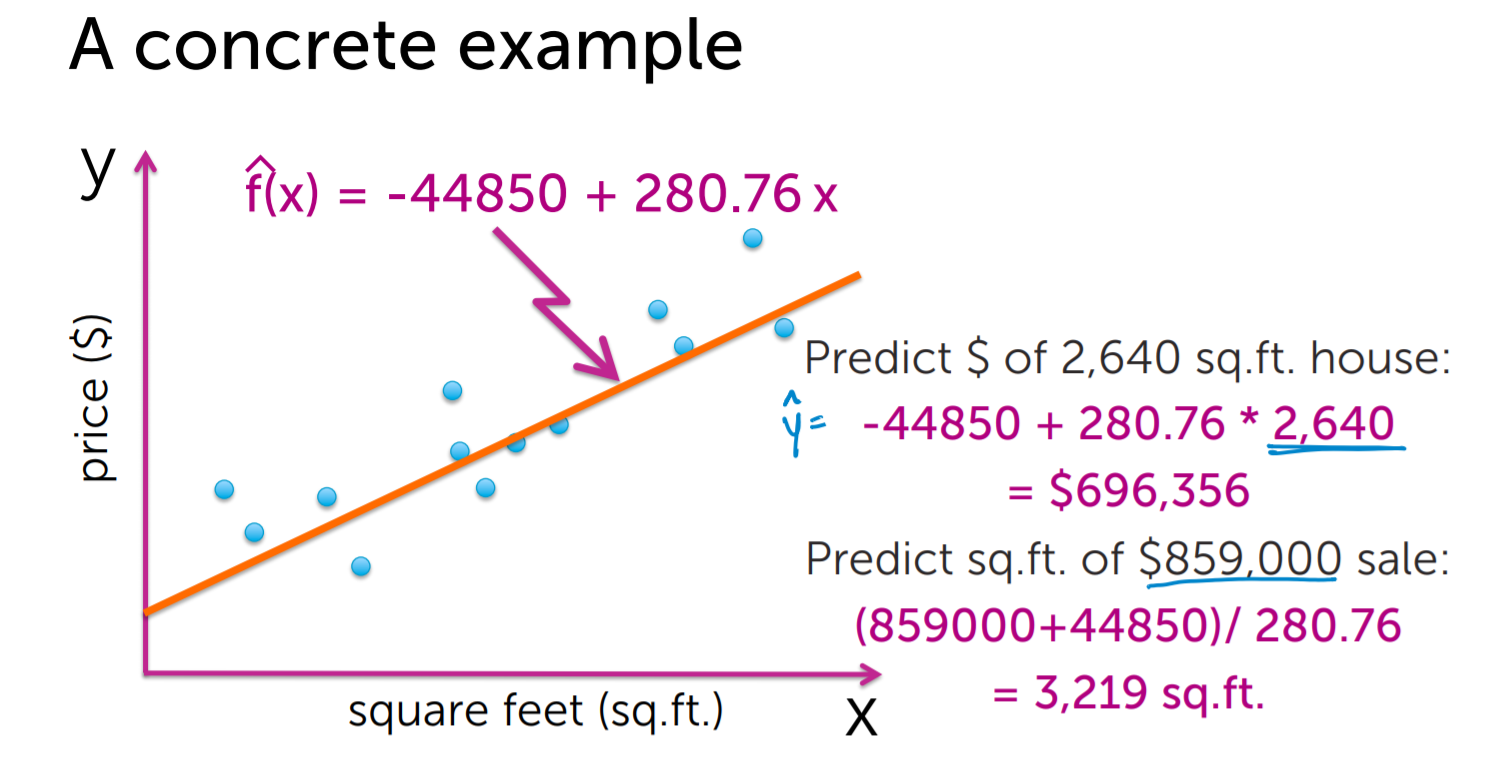 A concrete example
y
f̂(x) = -44850 + 280.76 x
price ($)
Predict $ of 2,640 sq.ft. house:
ŷ = -44850 + 280.76 * 2,640
= $696,356
Predict sq.ft. of $859,000 sale:
(859000+44850)/ 280.76
= 3,219 sq.ft.
square feet (sq.ft.)
x